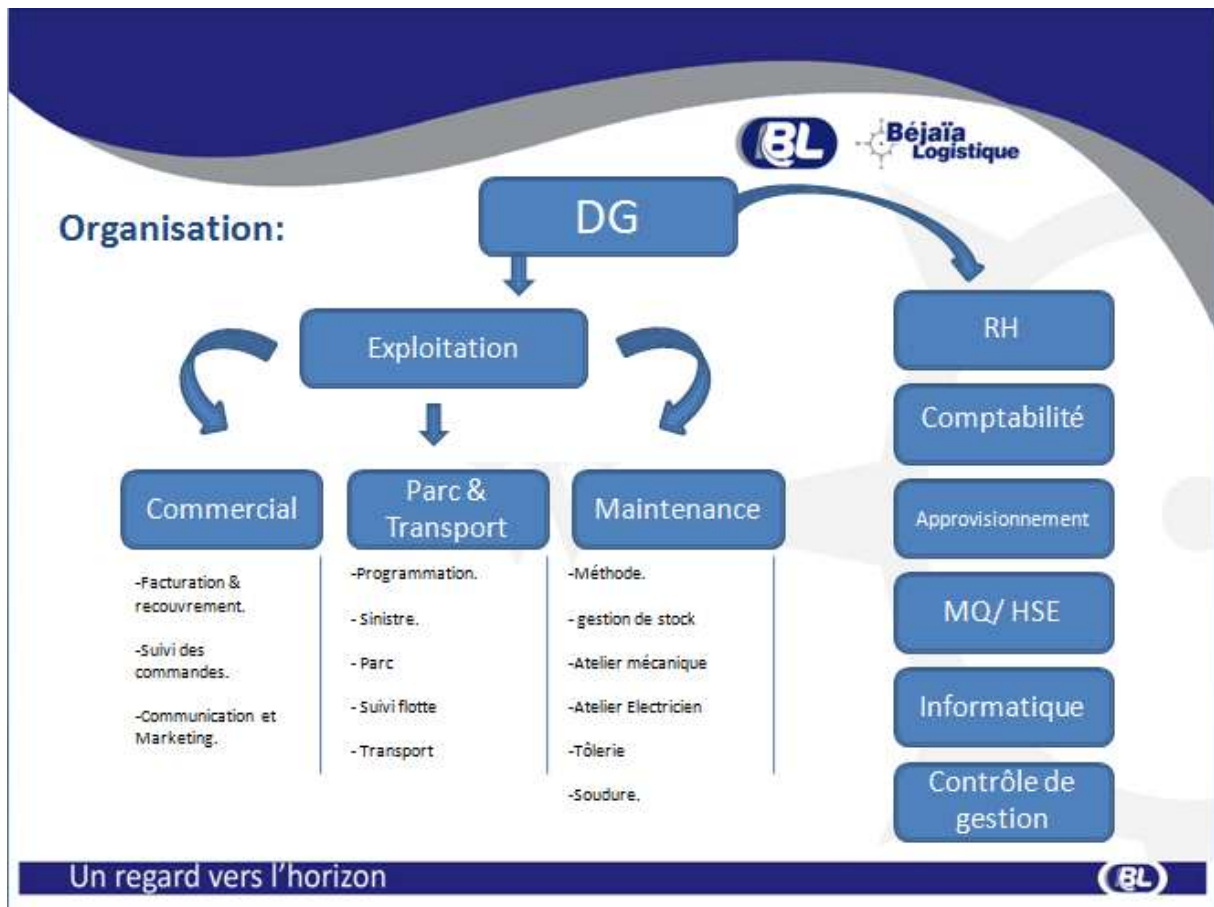 BL
Béjaïa
Logistique
Organisation:
DG
Exploitation
RH
Comptabilité
Approvisionnement
MQ/ HSE
Informatique
Contrôle de
gestion
Commercial
-Facturation &
recouvrement.
-Suivi des
commandes.
-Communication et
Marketing.
Parc &
Transport
-Programmation.
- Sinistre.
- Parc
- Suivi flotte
- Transport
Maintenance
-Méthode.
- gestion de stock
-Atelier mécanique
-Atelier Electricien
-Tôlerie
-Soudure.
Un regard vers l'horizon
BL